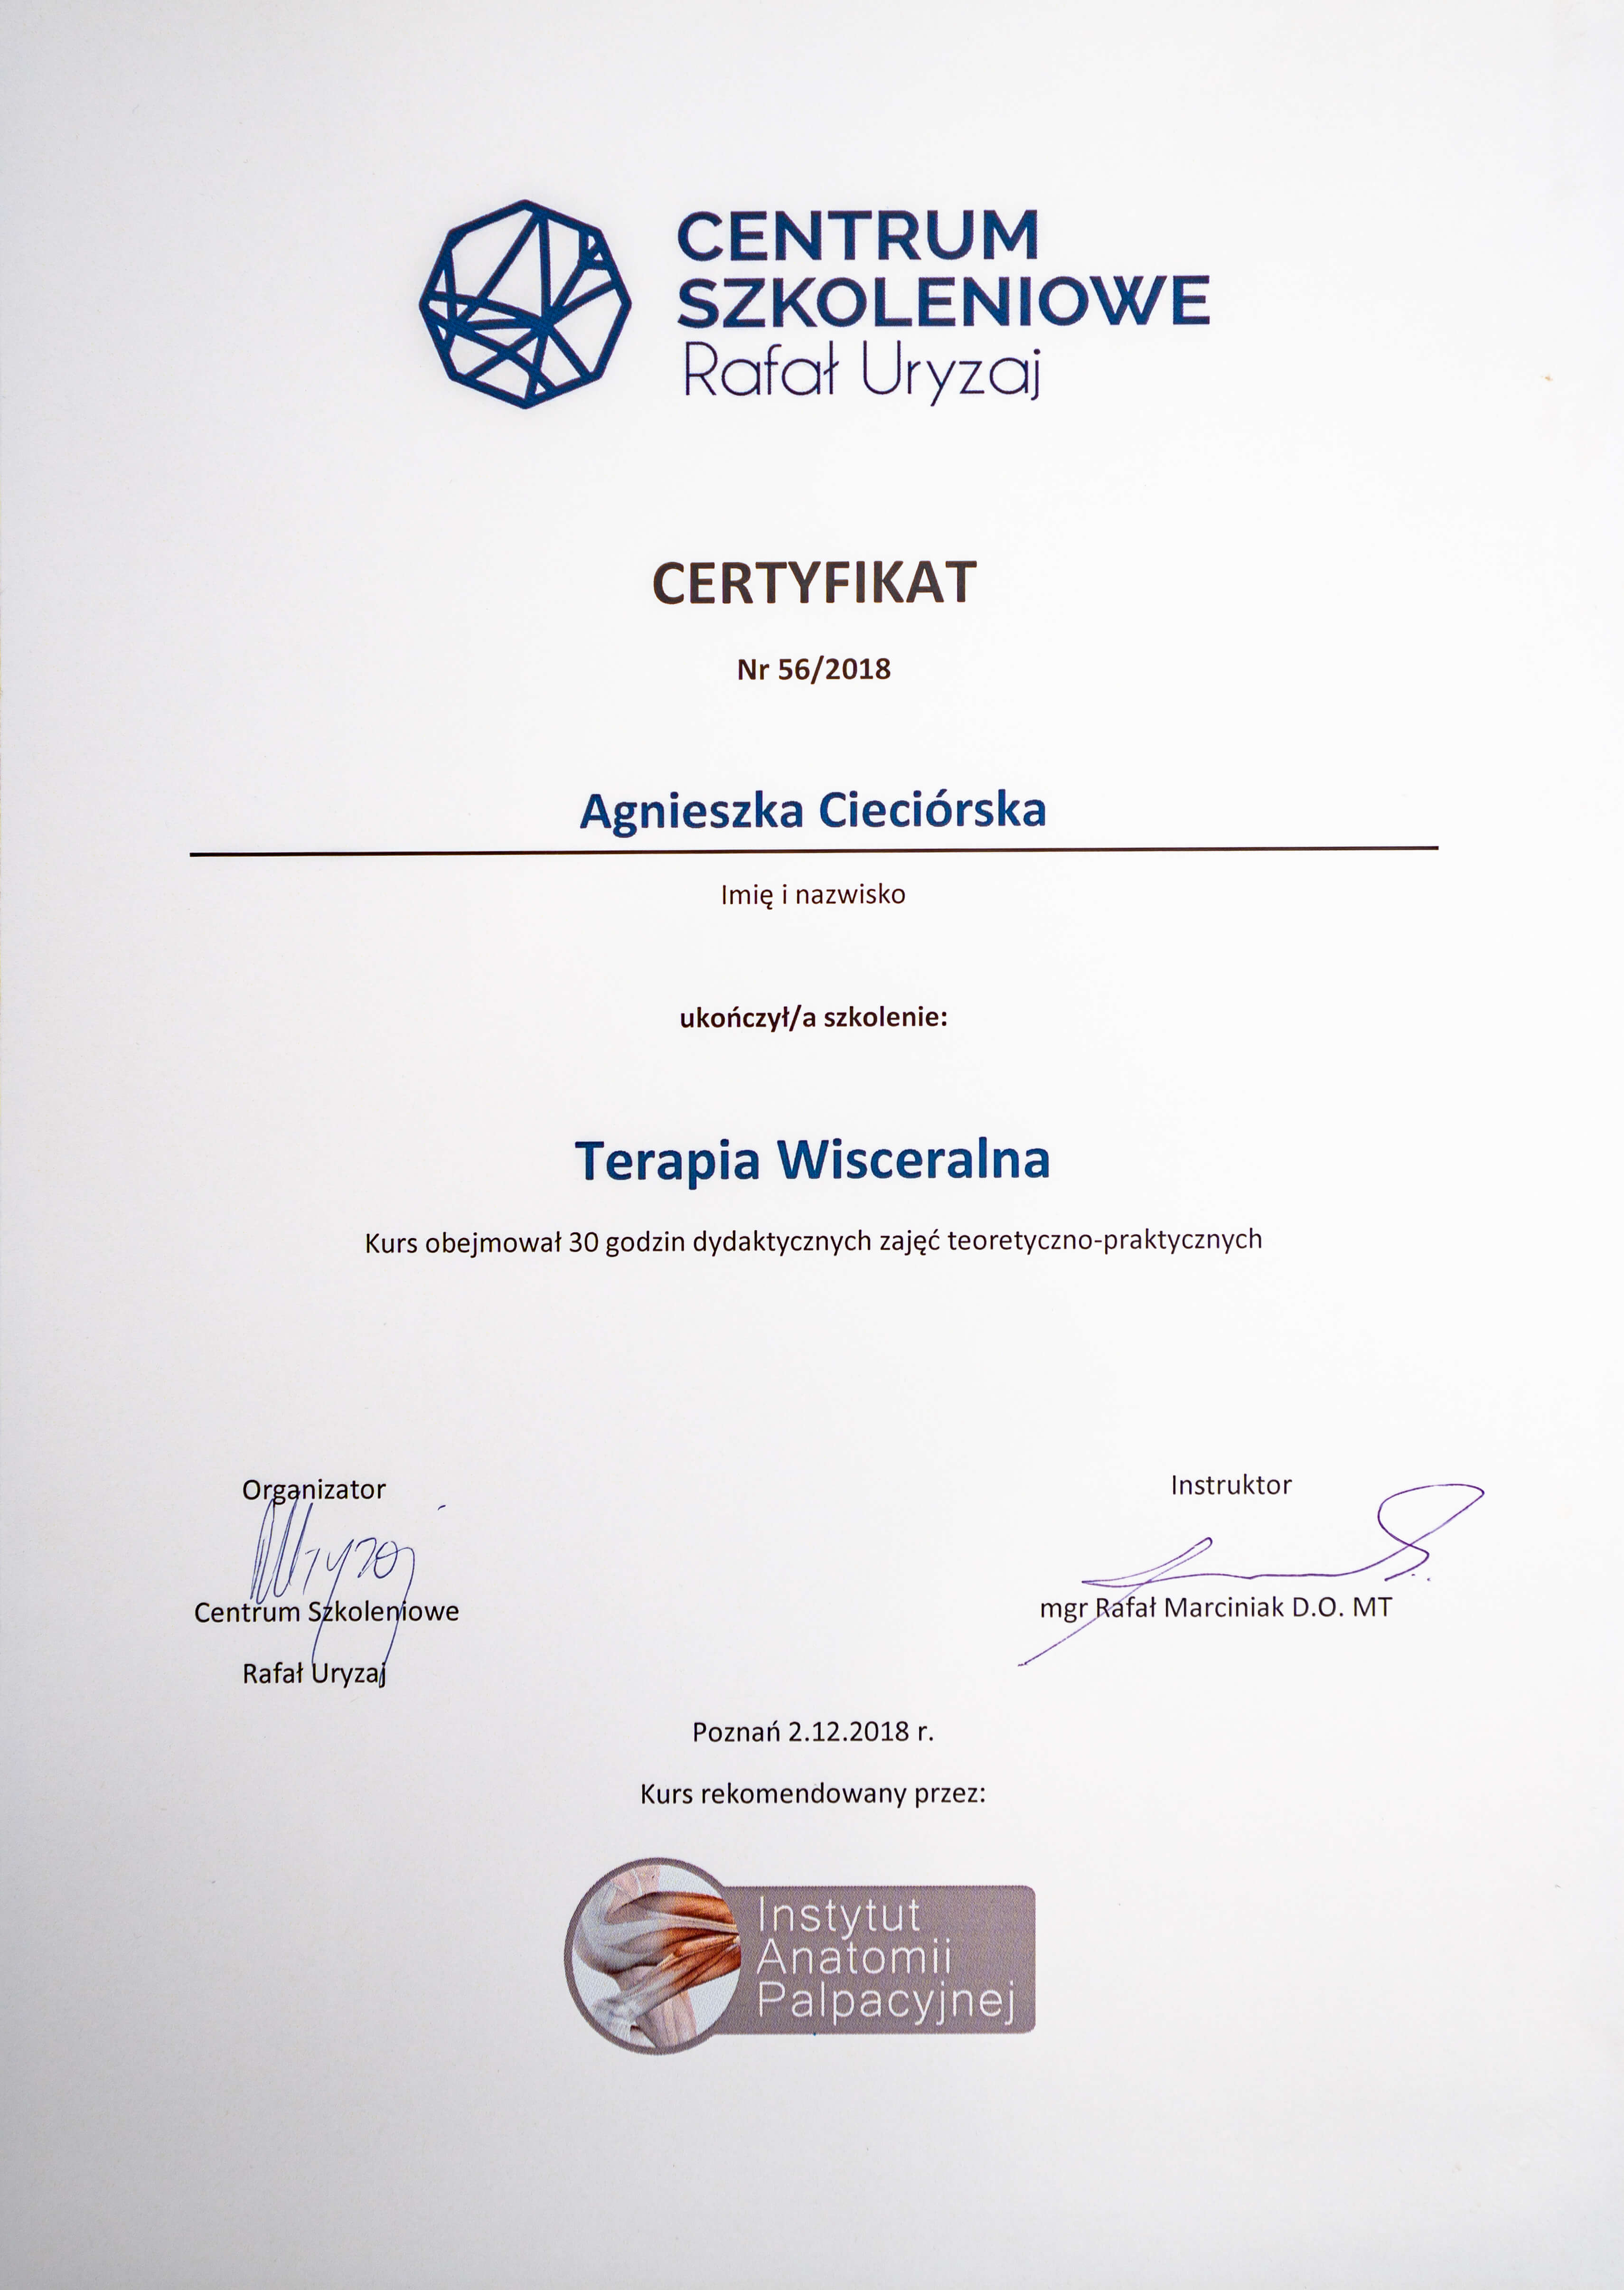 CENTRUM
SZKOLENIOWE
Rafał Uryzaj
CERTYFIKAT
Nr 56/2018
Agnieszka Cieciórska
Imię i nazwisko
ukończył/a szkolenie:
Terapia Wisceralna
Kurs obejmował 30 godzin dydaktycznych zajęć teoretyczno-praktycznych
Organizator
Centrum Szkoleniowe
Rafał Uryzaj
Instruktor
mgr Rafał Marciniak D.O. MT
Poznań 2.12.2018 r.
Kurs rekomendowany przez:
Instytut
Anatomii
Palpacyjnej